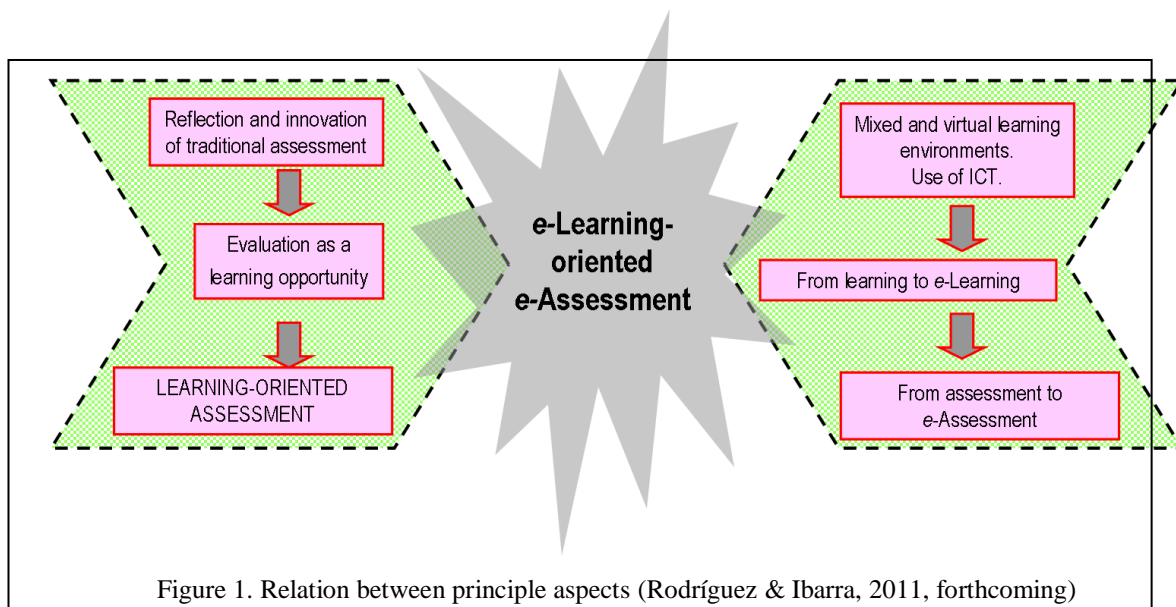 Reflection and innovation
of traditional assessment
Evaluation as a
learning opportunity
LEARNING-ORIENTED
ASSESSMENT
e-Learning-
oriented
e-Assessment
Mixed and virtual learning
environments.
Use of ICT.
From learning to e-Learning
From assessment to
e-Assessment
Figure 1. Relation between principle aspects (Rodríguez & Ibarra, 2011, forthcoming)